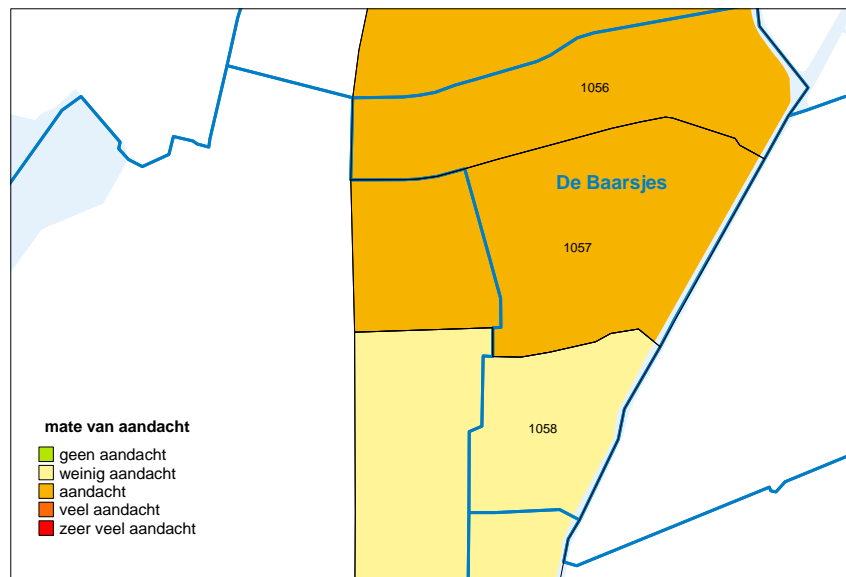 1056
De Baarsjes
1057
1058
mate van aandacht
geen aandacht
weinig aandacht
aandacht
veel aandacht
zeer veel aandacht